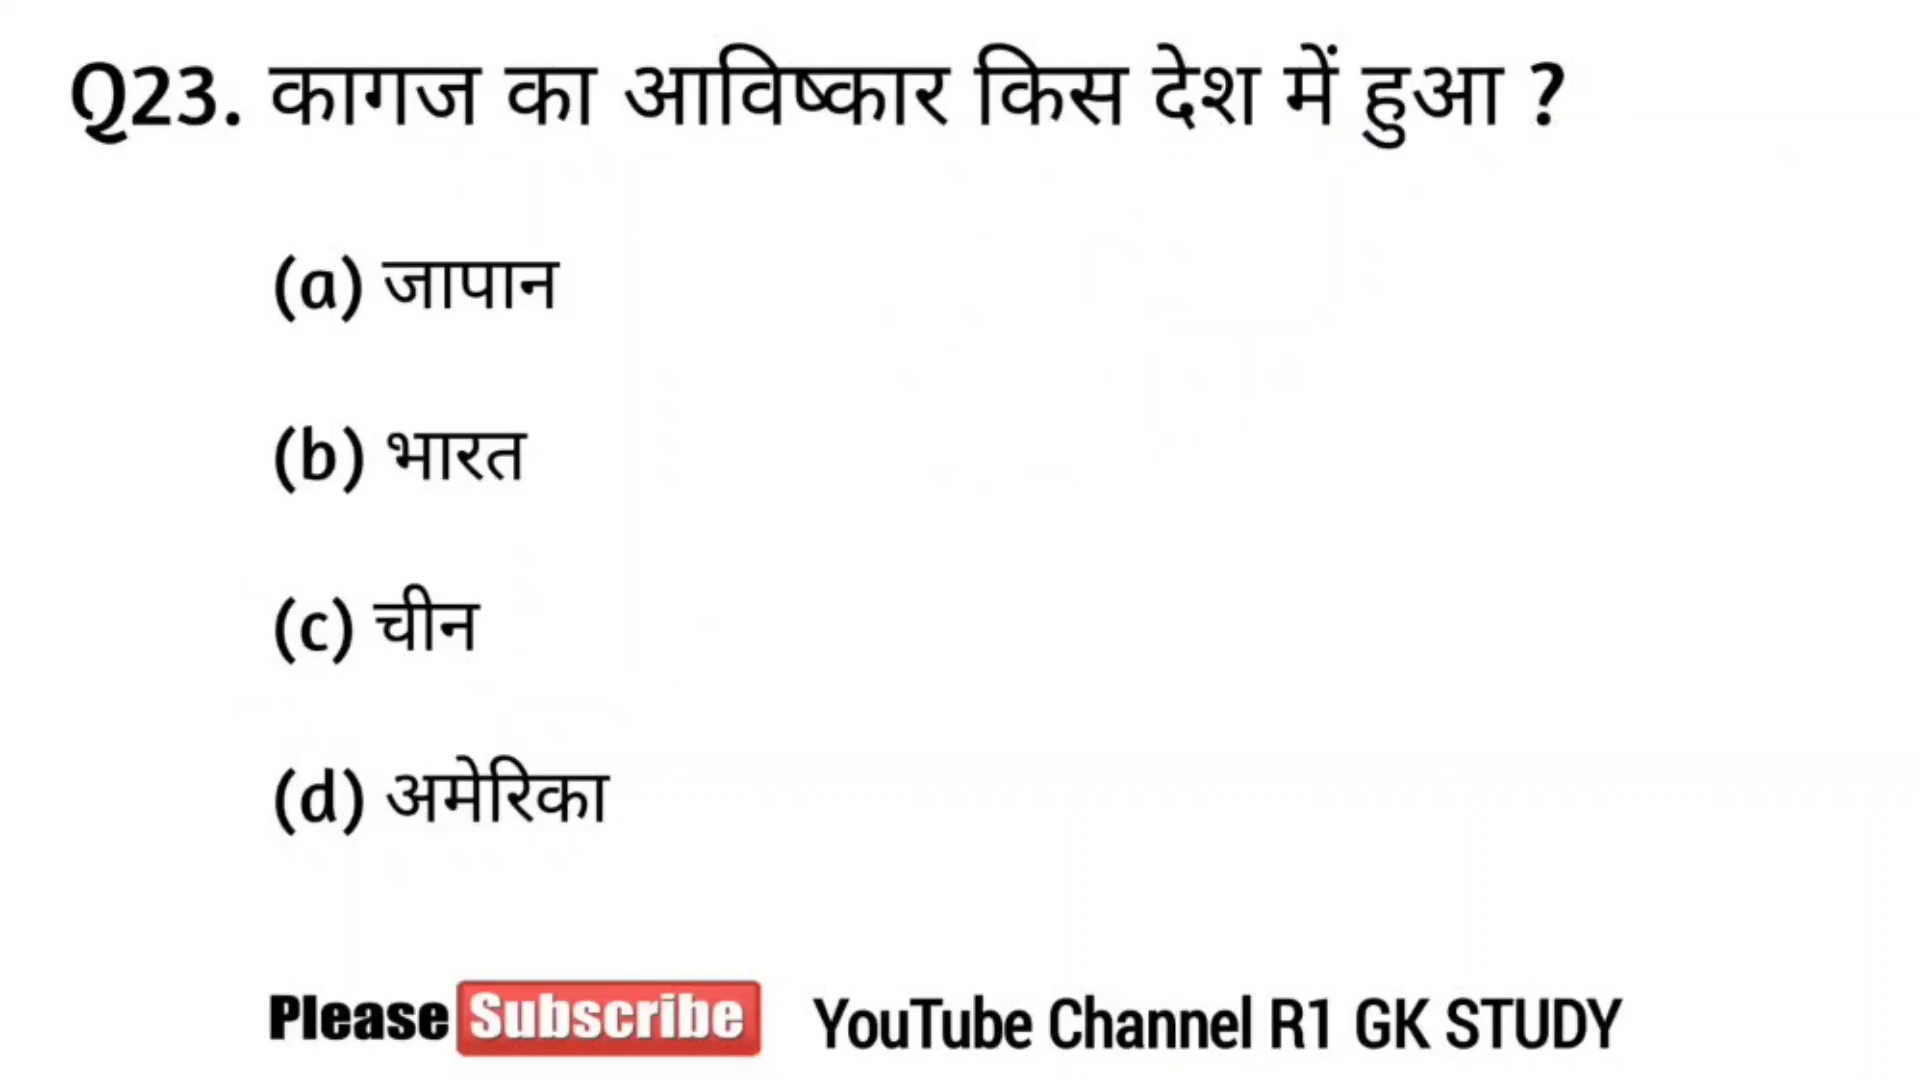 Q23. कागज का आविष्कार किस देश में हुआ ?
(a) जापान
(b) भारत
(c) चीन
(d) अमेरिका
Please Subscribe YouTube Channel R1 GK STUDY